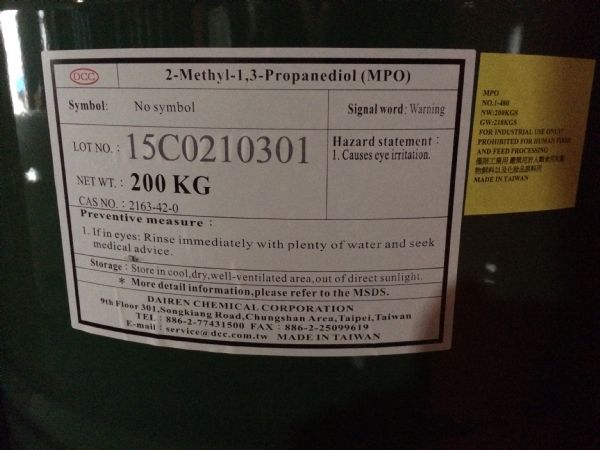 DCC
2-Methyl-1,3-Propanediol (MPO)
Symbol: No symbol
Signal word: Warning
LOT NO.: 15C0210301
NET WT.: 200 KG
CAS NO.: 2163-42-0
Hazard statement:
1. Causes eye irritation.
Preventive measure:
1. If in eyes: Rinse immediately with plenty of water and seek
medical advice.
Storage: Store in cool,dry,well-ventilated area,out of direct sunlight.
* More detail information,please refer to the MSDS.
DAIREN CHEMICAL CORPORATION
9th Floor 301,Songkiang Road,Chungshan Area,Taipei,Taiwan
TEL: 886-2-77431500 FAX: 886-2-25099619
E-mail: service@dcc.com.tw MADE IN TAIWAN
MPO
NO.1-480
NW:200KGS
GW:218KGS
FOR INDUSTRIAL USE ONLY
PROHIBITED FOR HUMAN FOOD
AND FEED PROCESSING
MADE IN TAIWAN